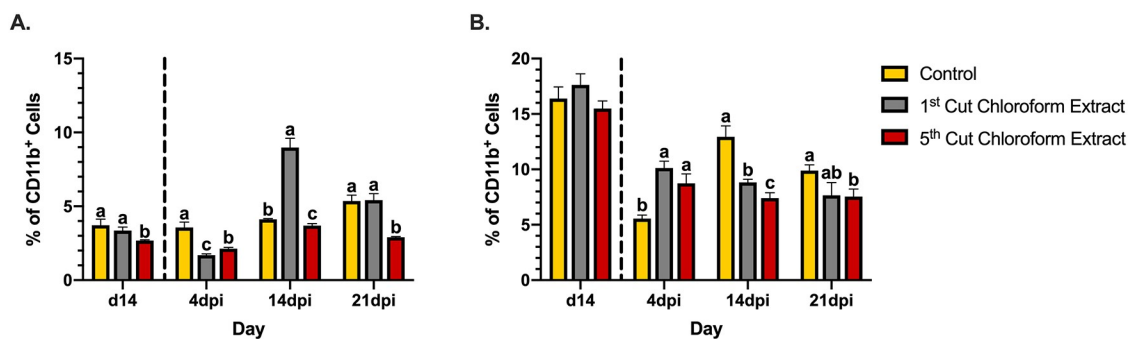 A.
% of CD11b⁺ Cells
15
10
5
0
a a b
a c b
b a c
a a b
d14 4dpi 14dpi 21dpi
Day
B.
% of CD11b⁺ Cells
20
15
10
5
0
b a a
a b c
a ab b
d14 4dpi 14dpi 21dpi
Day
Control
1st Cut Chloroform Extract
5th Cut Chloroform Extract